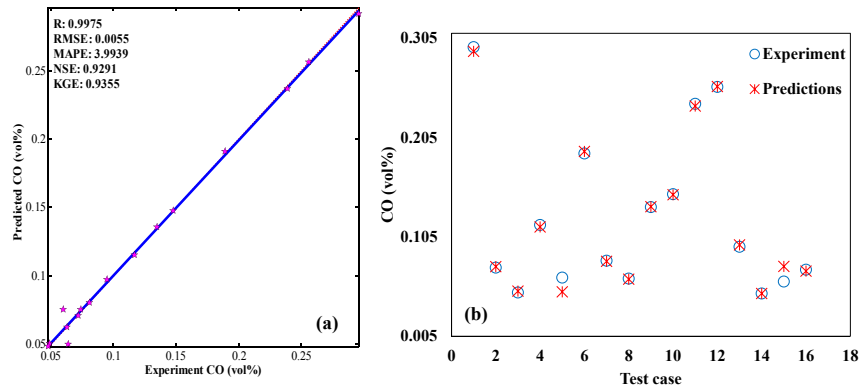 R: 0.9975
RMSE: 0.0055
MAPE: 3.9939
NSE: 0.9291
KGE: 0.9355
0.25
0.2
0.15
0.1
0.05
Predicted CO (vol%)
(a)
0.05 0.1 0.15 0.2 0.25
Experiment CO (vol%)
0.305
0.205
0.105
0.005
CO (vol%)
Experiment
Predictions
(b)
0 2 4 6 8 10 12 14 16 18
Test case